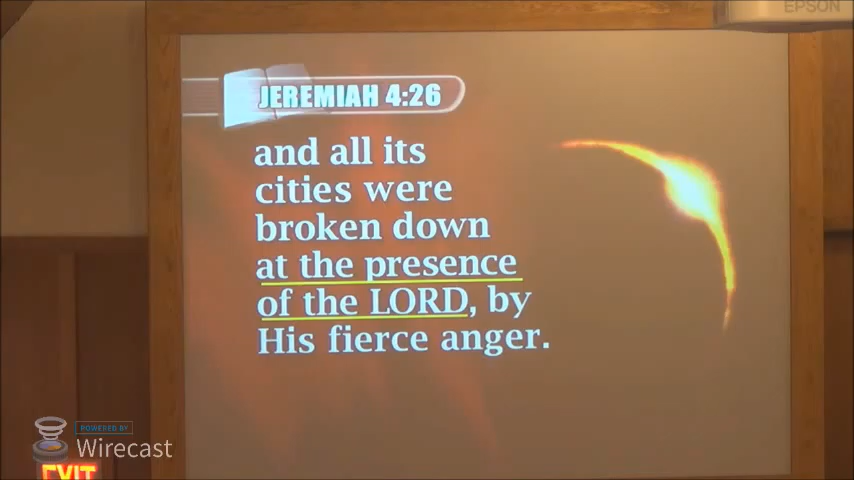 EPSON
JEREMIAH 4:26
and all its
cities were
broken down
at the presence
of the LORD, by
His fierce anger.
POWERED BY
Wirecast
EXIT